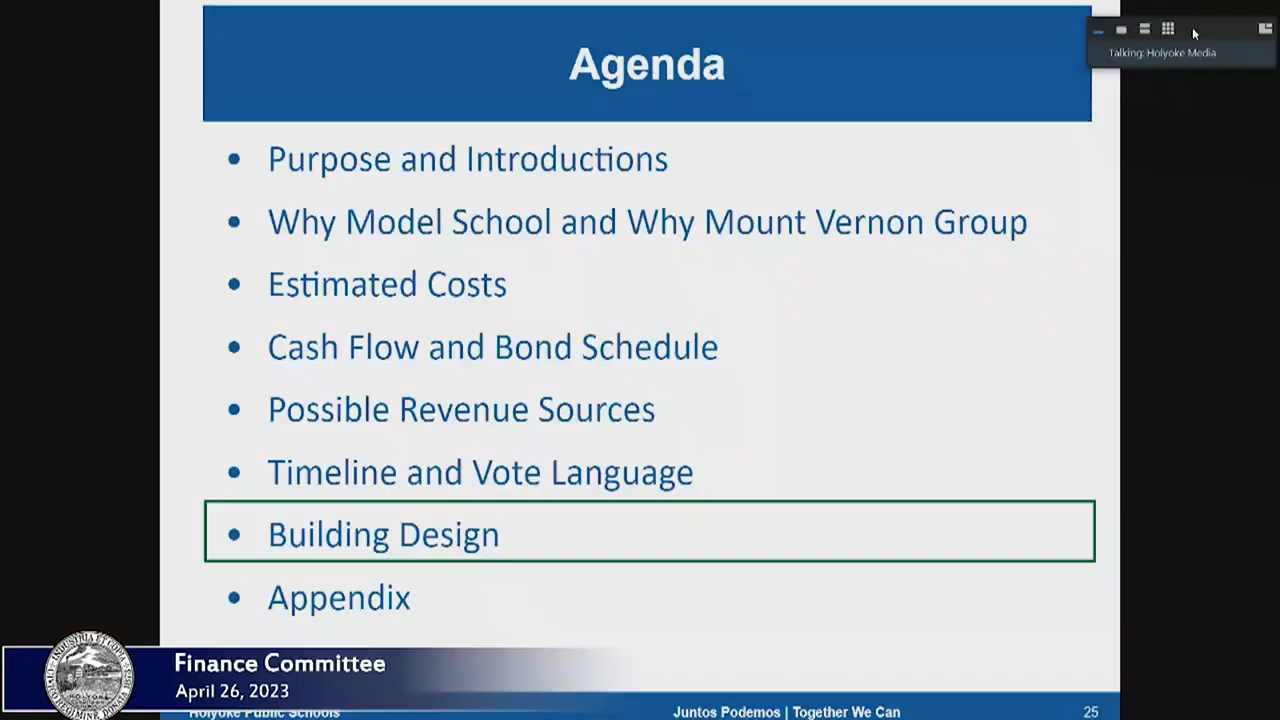 Agenda
Talking: Holyoke Media
• Purpose and Introductions
• Why Model School and Why Mount Vernon Group
• Estimated Costs
• Cash Flow and Bond Schedule
• Possible Revenue Sources
• Timeline and Vote Language
• Building Design
• Appendix
Finance Committee
April 26, 2023
Holyoke Public Schools
Juntos Podemos | Together We Can
25